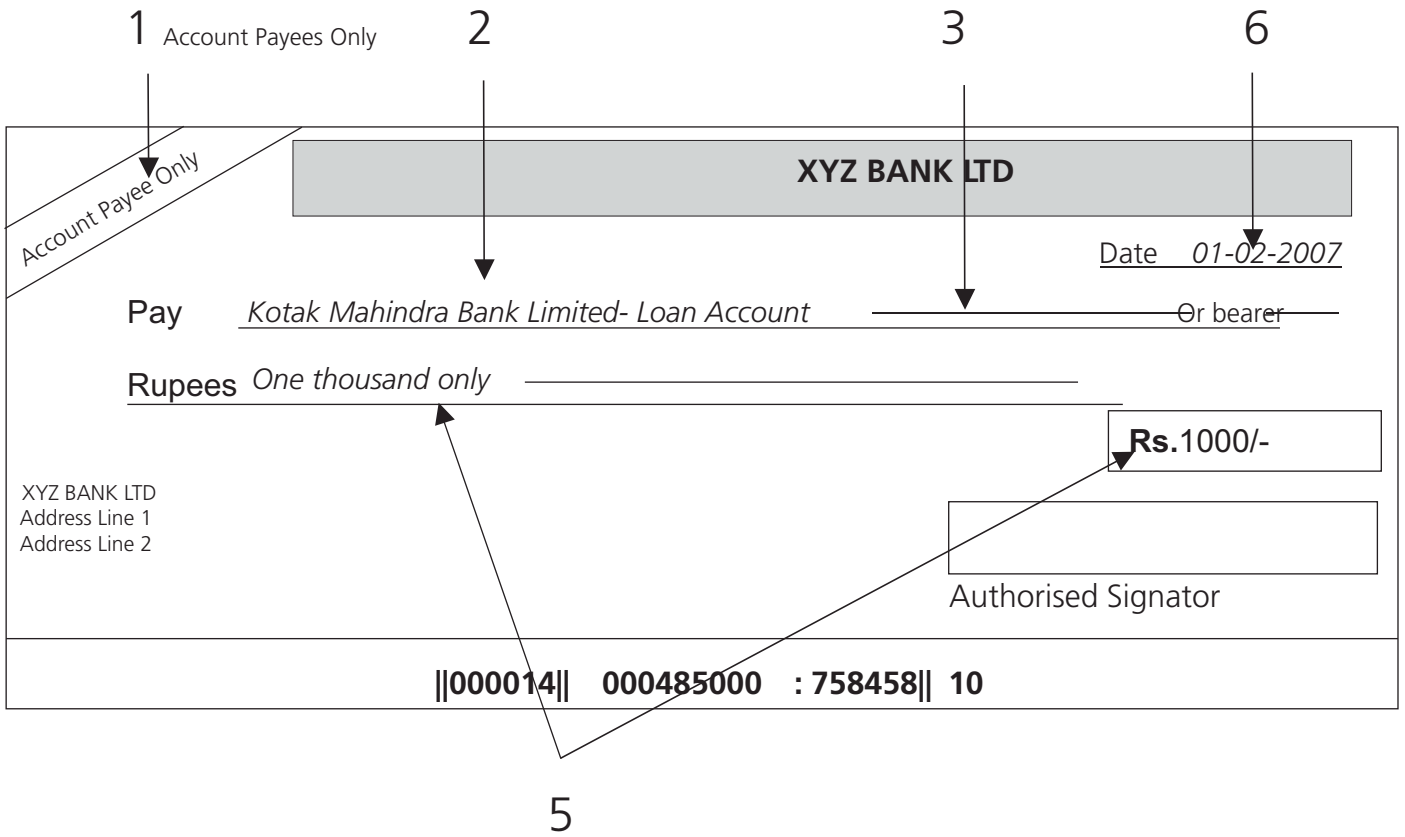 1 Account Payees Only 2 3 6
Account Payee Only
XYZ BANK LTD
Date 01-02-2007
Pay Kotak Mahindra Bank Limited- Loan Account Or bearer
Rupees One thousand only
Rs.1000/-
XYZ BANK LTD
Address Line 1
Address Line 2
Authorised Signator
||000014|| 000485000 : 758458|| 10
5